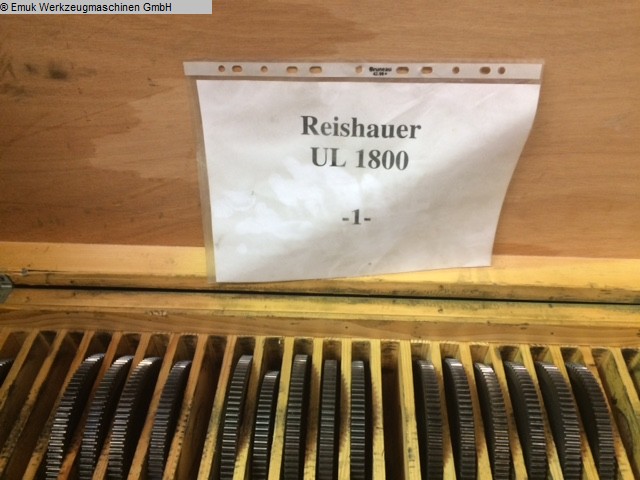 © Emuk Werkzeugmaschinen / GmbH
Reishauer
UL 1800
-1-